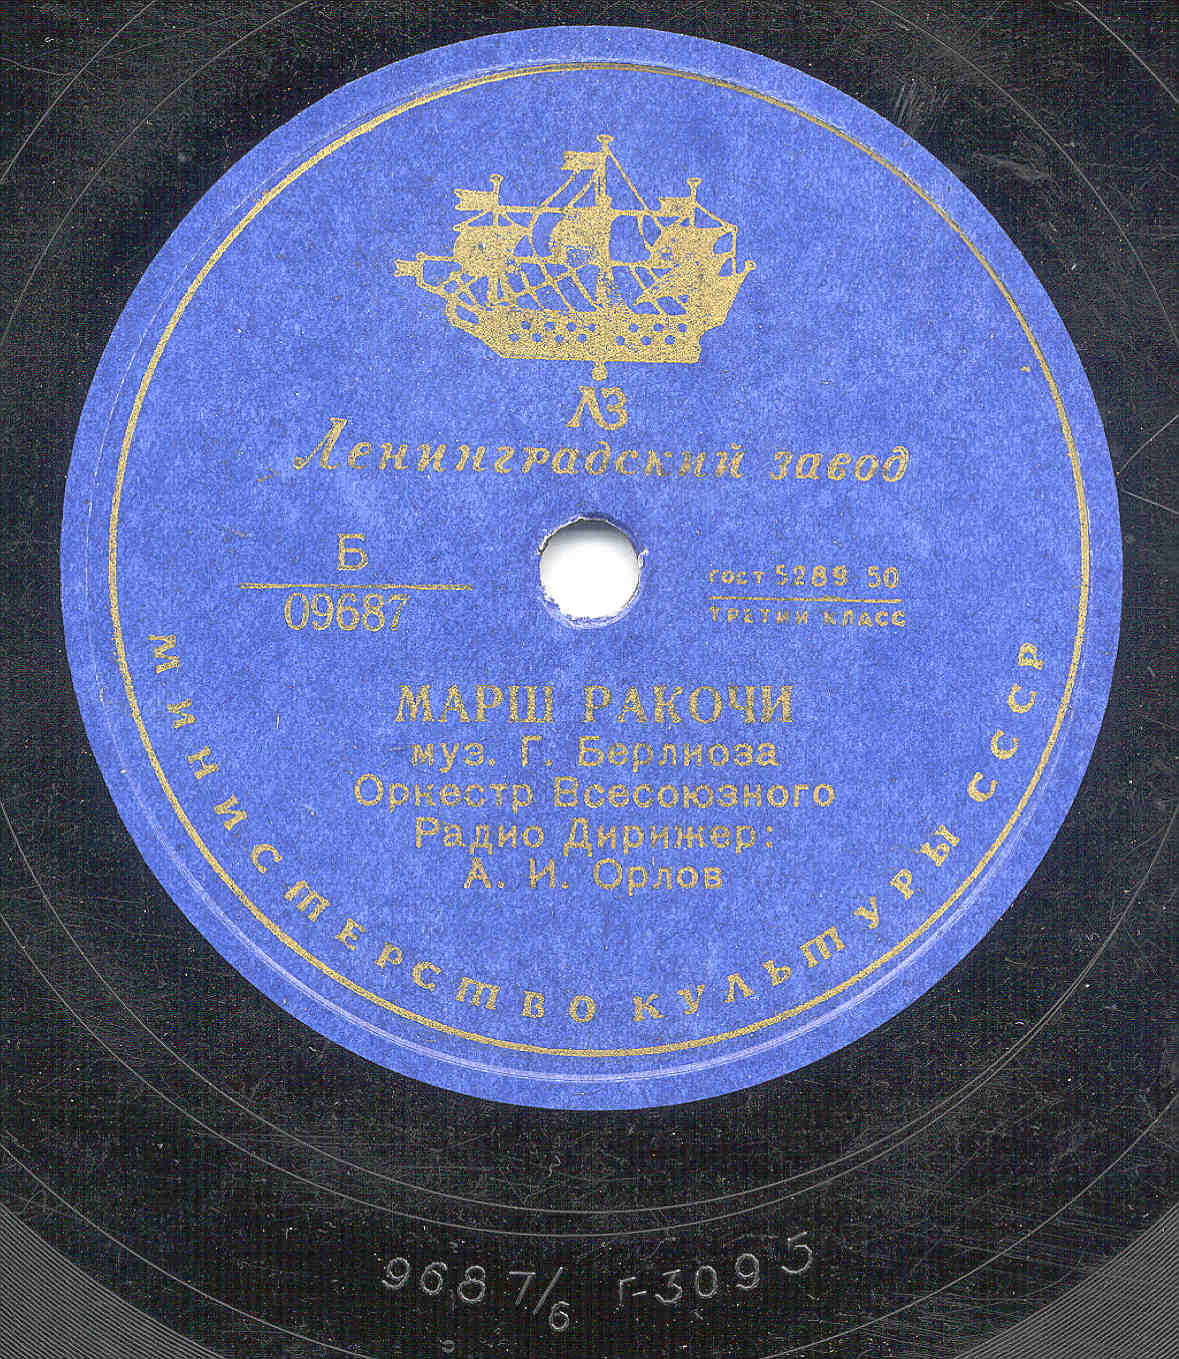 ЛЗ
Ленинградский завод
Б
09687
ГОСТ 5289-50
ТРЕТИЙ КЛАСС
МАРШ РАКОЧИ
муз. Г. Берлиоза
Оркестр Всесоюзного
Радио Дирижер:
А. И. Орлов
МИНИСТЕРСТВО КУЛЬТУРЫ СССР
9687/6 Г-3095